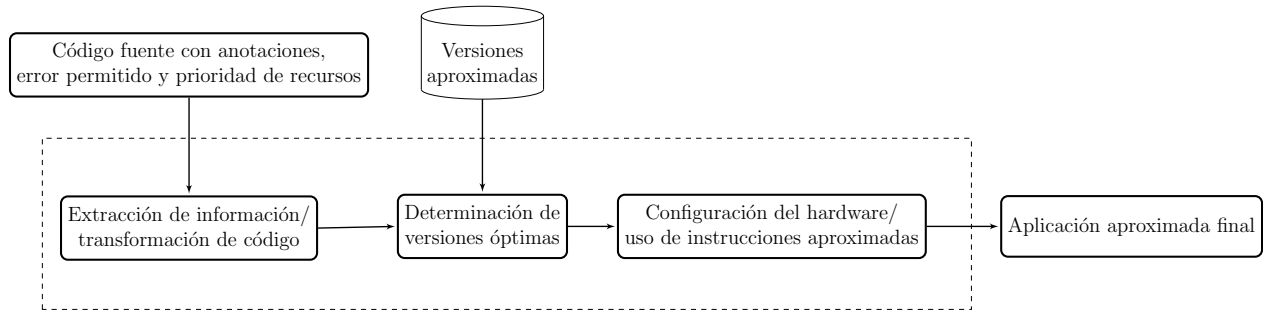 Código fuente con anotaciones,
error permitido y prioridad de recursos
Versiones
aproximadas
Extracción de información/
transformación de código
Determinación de
versiones óptimas
Configuración del hardware/
uso de instrucciones aproximadas
Aplicación aproximada final